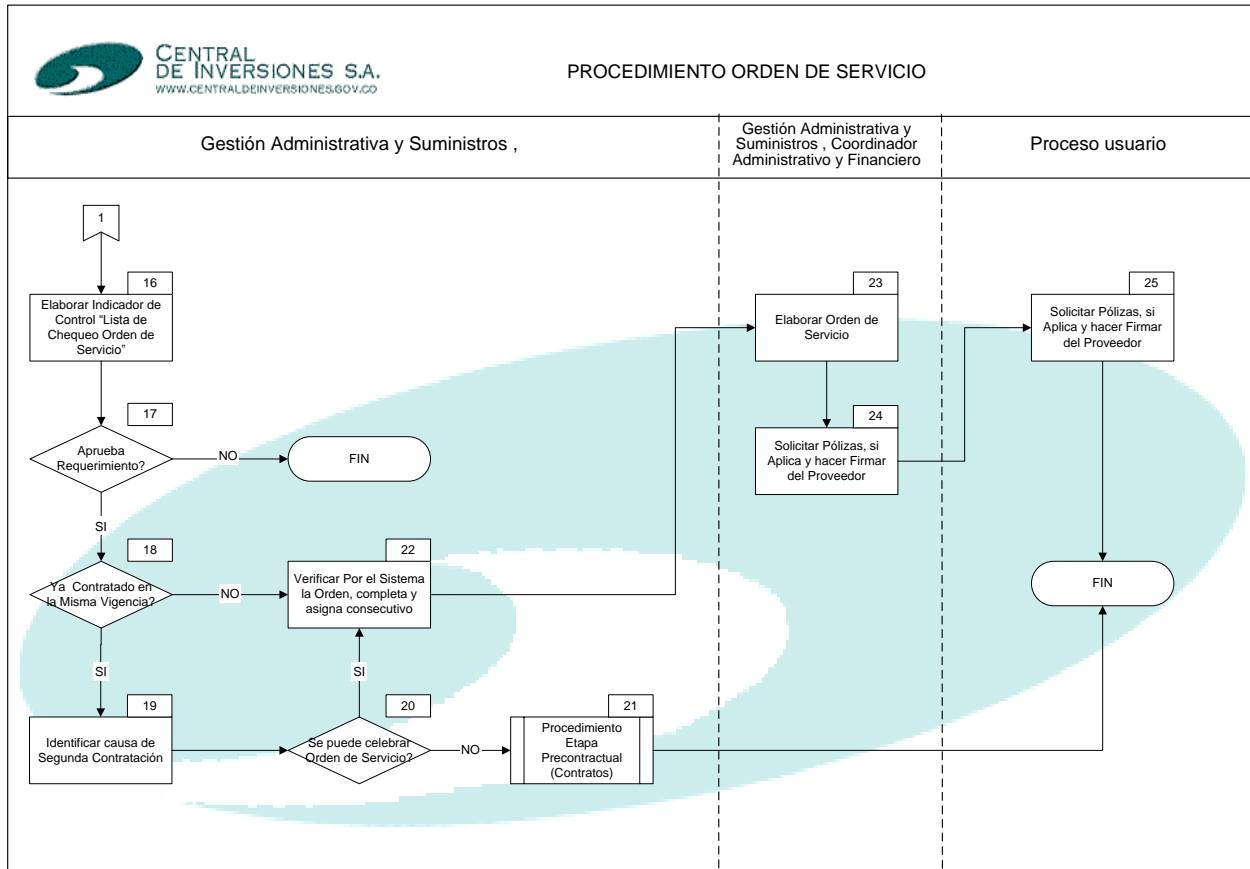 CENTRAL
DE INVERSIONES S.A.
WWW.CENTRALDEINVERSIONES.GOV.CO
PROCEDIMIENTO ORDEN DE SERVICIO
Gestión Administrativa y Suministros ,
Gestión Administrativa y
Suministros , Coordinador
Administrativo y Financiero
Proceso usuario
1
16
Elaborar Indicador de
Control “Lista de
Chequeo Orden de
Servicio”
17
Aprueba
Requerimiento?
NO
FIN
SI
18
Ya Contratado en
la Misma Vigencia?
NO
22
Verificar Por el Sistema
la Orden, completa y
asigna consecutivo
SI
SI
19
Identificar causa de
Segunda Contratación
20
Se puede celebrar
Orden de Servicio?
NO
21
Procedimiento
Etapa
Precontractual
(Contratos)
23
Elaborar Orden de
Servicio
24
Solicitar Pólizas, si
Aplica y hacer Firmar
del Proveedor
25
Solicitar Pólizas, si
Aplica y hacer Firmar
del Proveedor
FIN